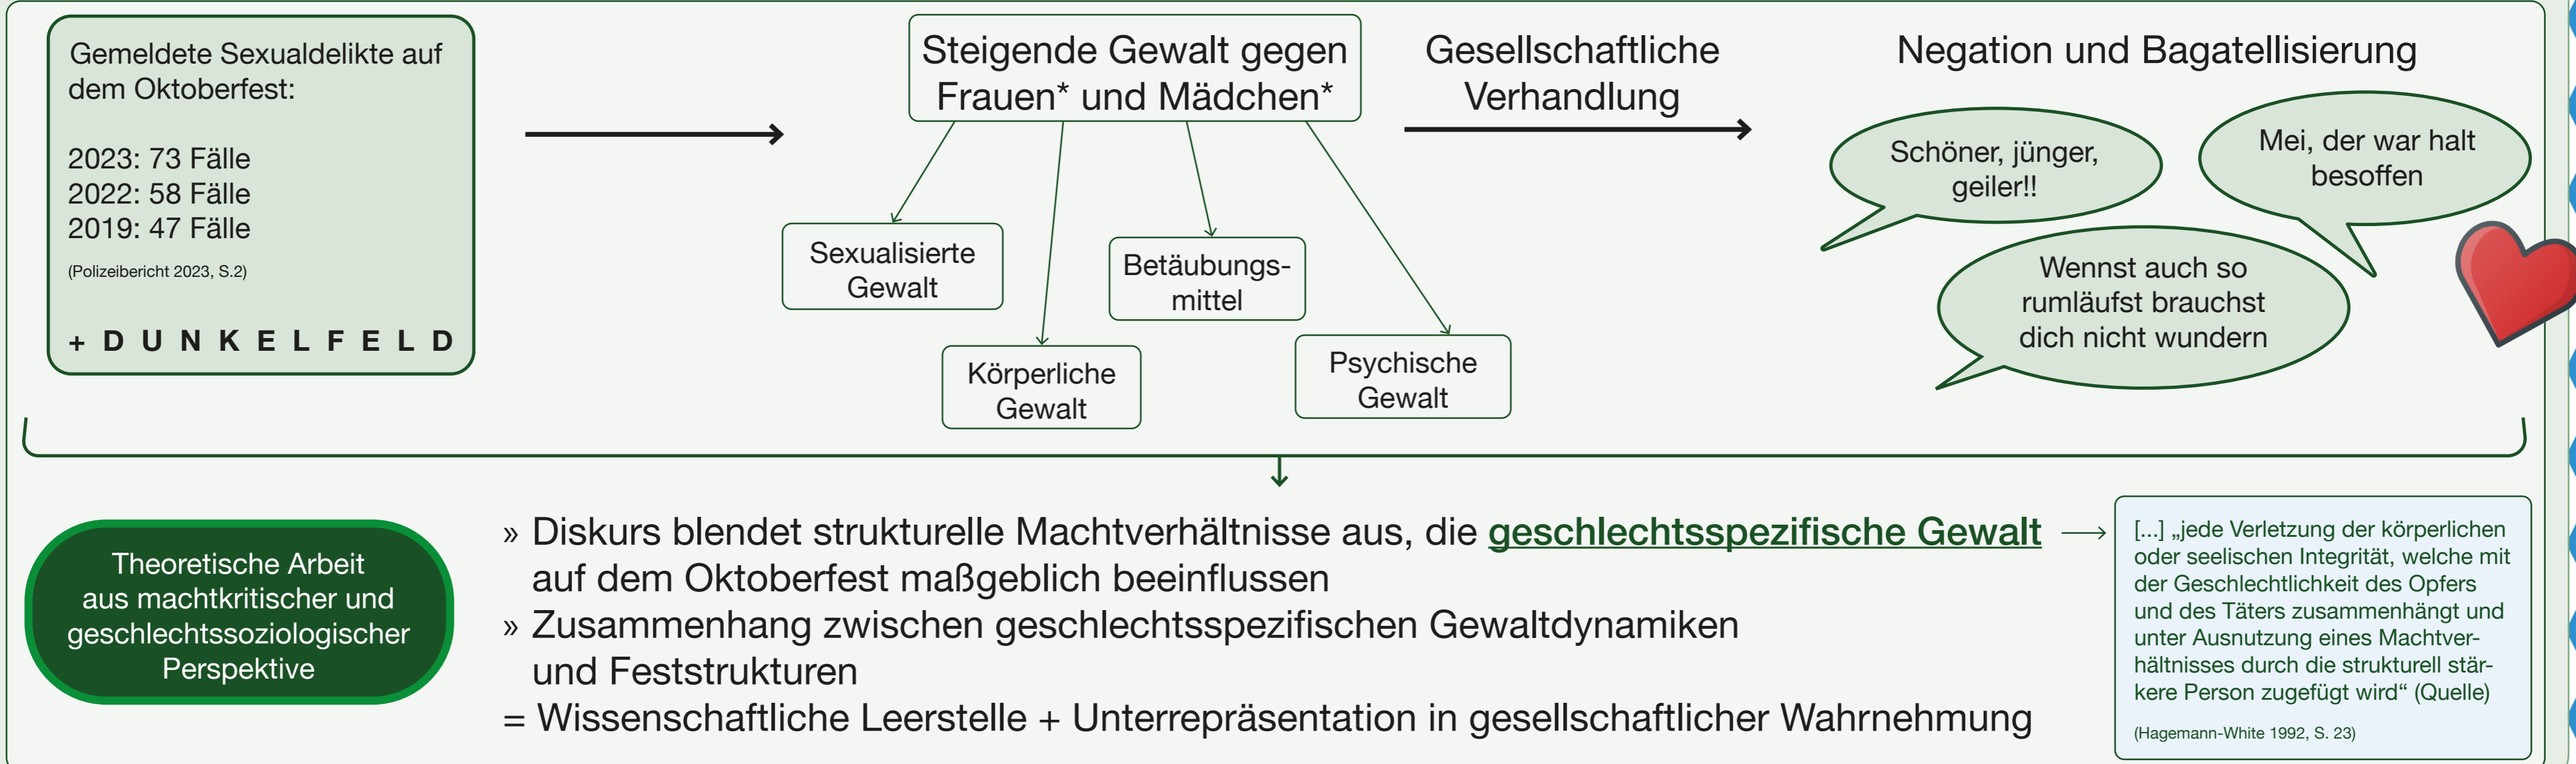 Gemeldete Sexualdelikte auf
dem Oktoberfest:
2023: 73 Fälle
2022: 58 Fälle
2019: 47 Fälle
(Polizeibericht 2023, S.2)
+ D U N K E L F E L D
Steigende Gewalt gegen
Frauen* und Mädchen*
Sexualisierte
Gewalt
Körperliche
Gewalt
Betäubungs-
mittel
Psychische
Gewalt
Gesellschaftliche
Verhandlung
Negation und Bagatellisierung
Schöner, jünger,
geiler!!
Mei, der war halt
besoffen
Wennst auch so
rumläufst brauchst
dich nicht wundern
Theoretische Arbeit
aus machtkritischer und
geschlechtssoziologischer
Perspektive
» Diskurs blendet strukturelle Machtverhältnisse aus, die geschlechtsspezifische Gewalt
auf dem Oktoberfest maßgeblich beeinflussen
» Zusammenhang zwischen geschlechtsspezifischen Gewaltdynamiken
und Feststrukturen
= Wissenschaftliche Leerstelle + Unterrepräsentation in gesellschaftlicher Wahrnehmung
[...] „jede Verletzung der körperlichen
oder seelischen Integrität, welche mit
der Geschlechtlichkeit des Opfers
und des Täters zusammenhängt und
unter Ausnutzung eines Machtver-
hältnisses durch die strukturell stär-
kere Person zugefügt wird“ (Quelle)
(Hagemann-White 1992, S. 23)